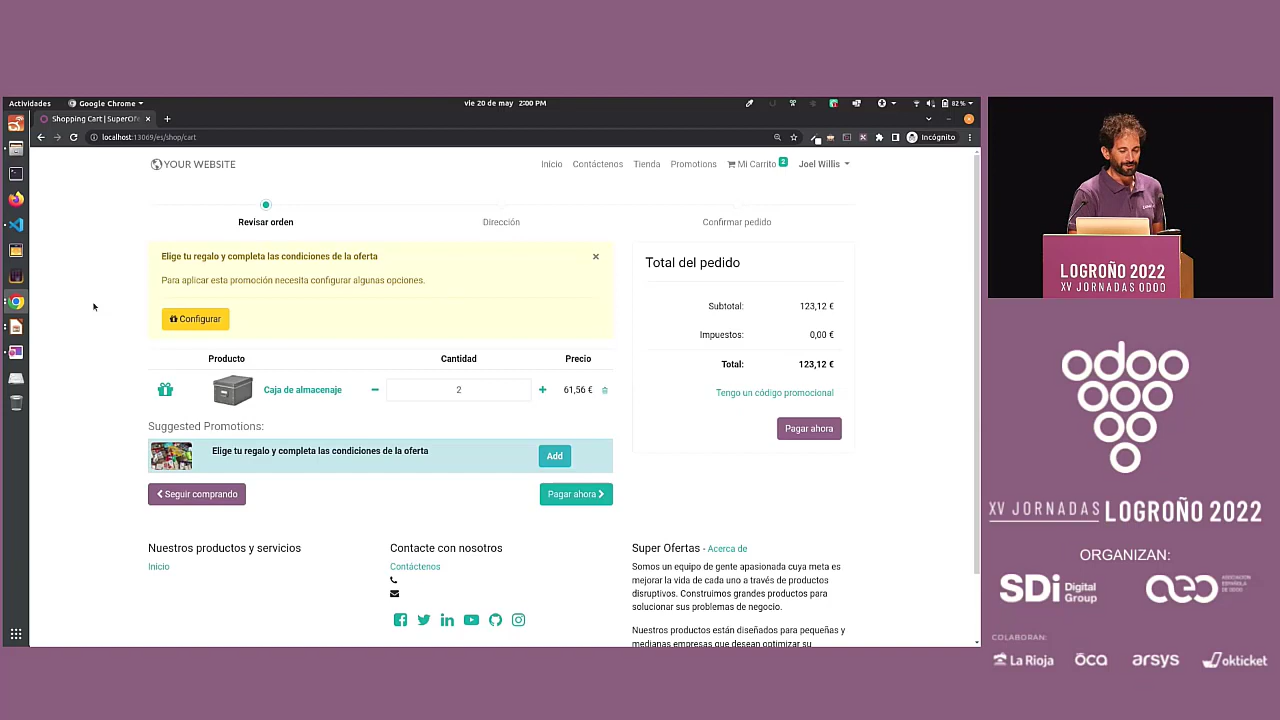 Actividades
Google Chrome
vie 20 de may 2:00 PM
82 %
Shopping Cart | SuperOfe
localhost:13069/es/shop/cart
Incógnito
YOUR WEBSITE
Inicio
Contáctenos
Tienda
Promotions
Mi Carrito 2
Joel Willis
Revisar orden
Dirección
Confirmar pedido
Elige tu regalo y completa las condiciones de la oferta
×
Para aplicar esta promoción necesita configurar algunas opciones.
Configurar
Producto
Cantidad
Precio
Caja de almacenaje
2
61,56 €
Suggested Promotions:
Elige tu regalo y completa las condiciones de la oferta
Add
Seguir comprando
Pagar ahora
Total del pedido
Subtotal: 123,12 €
Impuestos: 0,00 €
Total: 123,12 €
Tengo un código promocional
Pagar ahora
Nuestros productos y servicios
Inicio
Contacte con nosotros
Contáctenos
Super Ofertas - Acerca de
Somos un equipo de gente apasionada cuya meta es
mejorar la vida de cada uno a través de productos
disruptivos. Construimos grandes productos para
solucionar sus problemas de negocio.
Nuestros productos están diseñados para pequeñas y
medianas empresas que desean optimizar su
LOGROÑO 2022
XV JORNADAS ODOO
odoo
XV JORNADAS LOGROÑO 2022
ORGANIZAN:
SDi Digital
Group
aeo ASOCIACIÓN
ESPAÑOLA
DE ODOO
COLABORAN:
La Rioja
òca
arsys
okticket